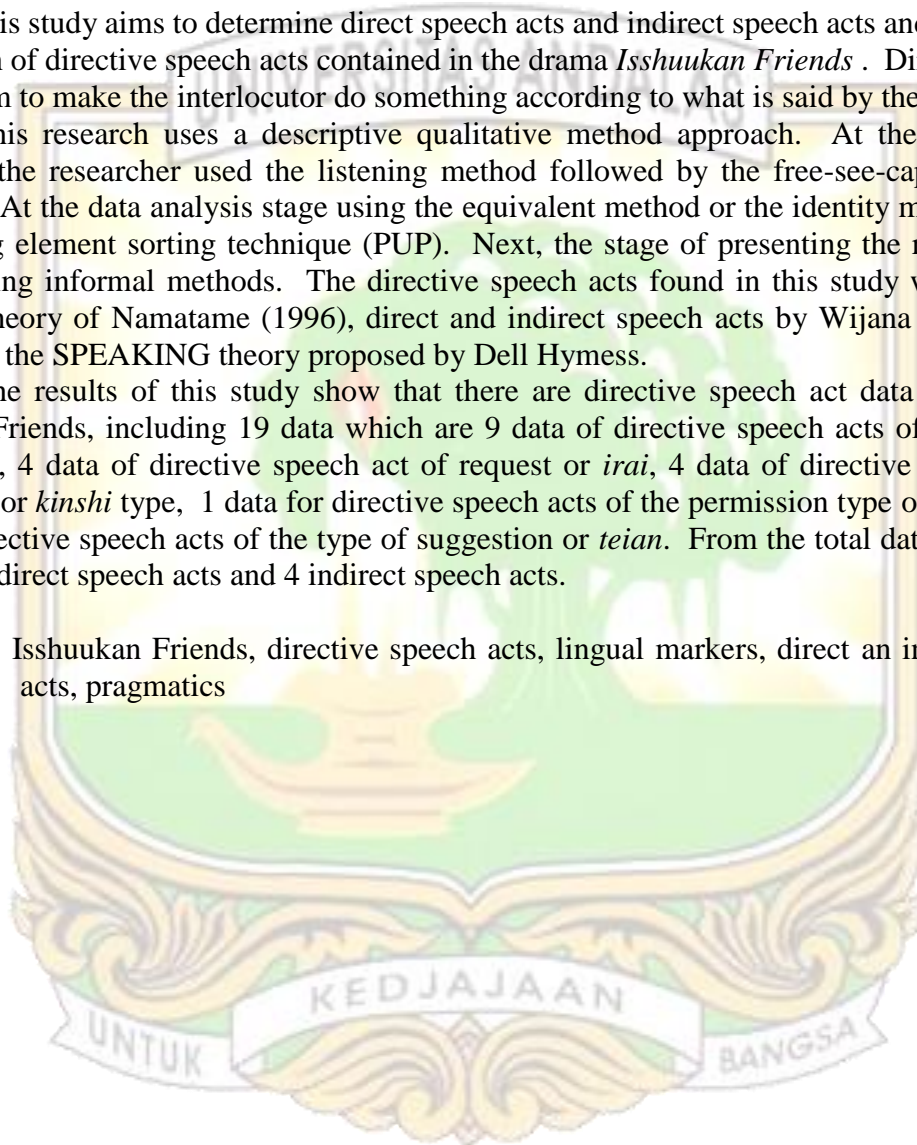 is study aims to determine direct speech acts and indirect speech acts and
of directive speech acts contained in the drama Isshuukan Friends . Di
to make the interlocutor do something according to what is said by the
his research uses a descriptive qualitative method approach. At the
the researcher used the listening method followed by the free-see-cap
At the data analysis stage using the equivalent method or the identity m
element sorting technique (PUP). Next, the stage of presenting the
ing informal methods. The directive speech acts found in this study
heory of Namatame (1996), direct and indirect speech acts by Wijana
the SPEAKING theory proposed by Dell Hymess.
ne results of this study show that there are directive speech act data
Friends, including 19 data which are 9 data of directive speech acts of
, 4 data of directive speech act of request or irai, 4 data of directive
or kinshi type, 1 data for directive speech acts of the permission type o
ective speech acts of the type of suggestion or teian. From the total dat
direct speech acts and 4 indirect speech acts.
Isshuukan Friends, directive speech acts, lingual markers, direct an in
acts, pragmatics
UNIVERSITAS ANDALAS
KEDJAJAAN
UNTUK BANGSA